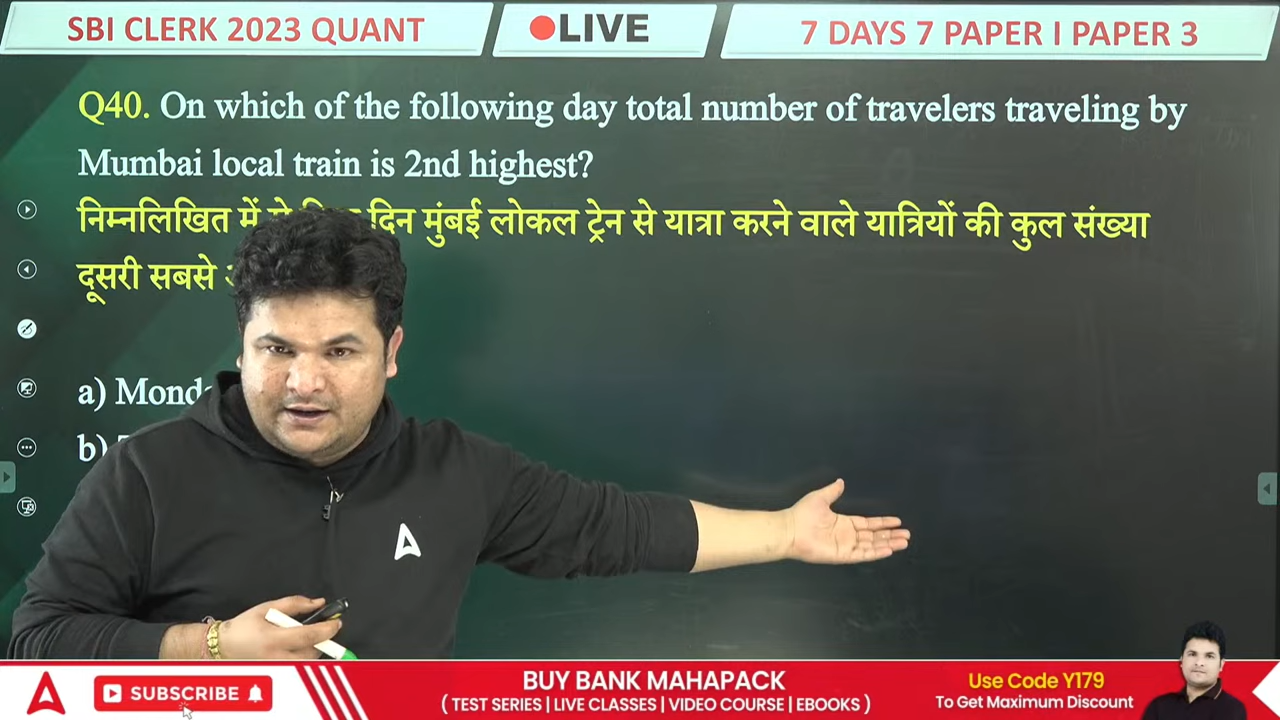 SBI CLERK 2023 QUANT
LIVE
7 DAYS 7 PAPER I PAPER 3
Q40. On which of the following day total number of travelers traveling by
Mumbai local train is 2nd highest?
निम्नलिखित में दिन मुंबई लोकल ट्रेन से यात्रा करने वाले यात्रियों की कुल संख्या
दूसरी सबसे
a)
b)
SUBSCRIBE
BUY BANK MAHAPACK
( TEST SERIES | LIVE CLASSES | VIDEO COURSE | EBOOKS )
Use Code Y179
To Get Maximum Discount